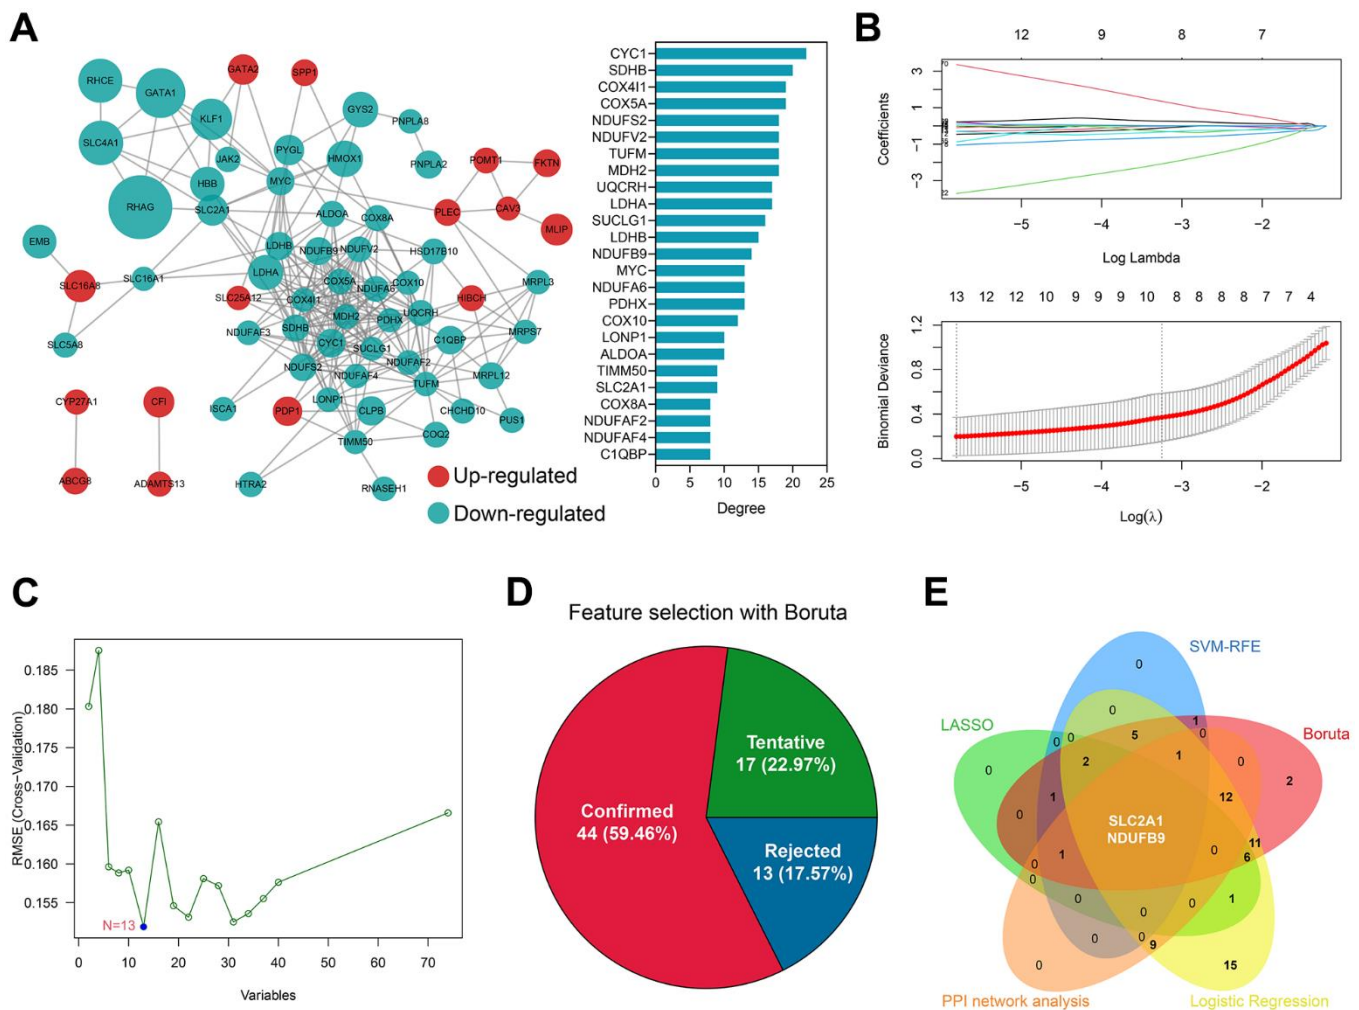 A
RHCE
GATA1
GATA2
SPP1
KLF1
GYS2
PNPLA8
SLC4A1
JAK2
PYGL
HMOX1
PNPLA2
POMT1
FKTN
HBB
MYC
RHAG
SLC2A1
ALDOA
COX8A
PLEC
CAV3
MLIP
EMB
LDHB
NDUFB9
NDUFV2
HSD17B10
SLC16A8
SLC16A1
LDHA
COX5A
NDUFA6
COX10
MRPL3
SLC25A12
COX4I1
HIBCH
MDH2
PDHX
UQCRH
SLC5A8
NDUFAF3
SDHB
CYC1
SUCLG1
C1QBP
MRPS7
NDUFS2
NDUFAF4
NDUFAF2
TUFM
MRPL12
CYP27A1
CFI
ISCA1
PDP1
LONP1
CLPB
CHCHD10
PUS1
TIMM50
COQ2
ABCG8
ADAMTS13
HTRA2
RNASEH1
Up-regulated
Down-regulated
CYC1
SDHB
COX4I1
COX5A
NDUFS2
NDUFV2
TUFM
MDH2
UQCRH
LDHA
SUCLG1
LDHB
NDUFB9
MYC
NDUFA6
PDHX
COX10
LONP1
ALDOA
TIMM50
SLC2A1
COX8A
NDUFAF2
NDUFAF4
C1QBP
0 5 10 15 20 25
Degree
B
12 9 8 7
3
1
−1
−3
Coefficients
−5 −4 −3 −2
Log Lambda
13 12 12 10 9 9 9 10 8 8 8 8 7 7 4
1.2
0.8
0.4
0.0
Binomial Deviance
−5 −4 −3 −2
Log(λ)
C
0.185
0.180
0.175
0.170
0.165
0.160
0.155
RMSE (Cross−Validation)
N=13
0 10 20 30 40 50 60 70
Variables
D
Feature selection with Boruta
Tentative
17 (22.97%)
Confirmed
44 (59.46%)
Rejected
13 (17.57%)
E
SVM-RFE
LASSO
Boruta
0
0
1
0
0
0
5
1
0
0
2
2
1
12
0
SLC2A1
NDUFB9
11
6
1
0
0
0
0
0
0
1
0
0
9
0
0
15
PPI network analysis
Logistic Regression